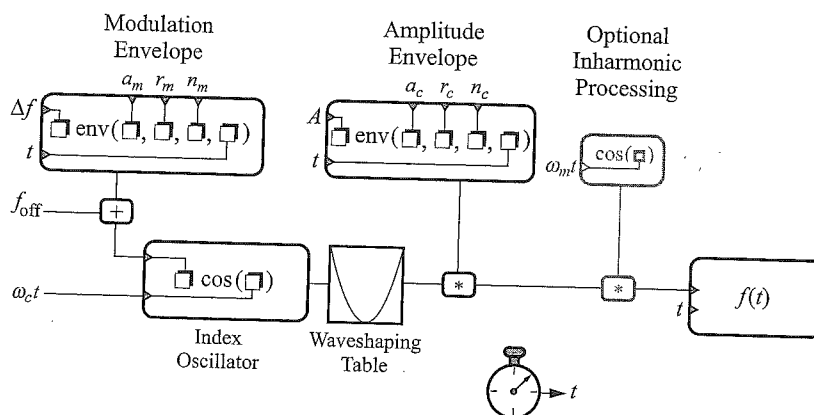 Modulation
Envelope
Amplitude
Envelope
Optional
Inharmonic
Processing
a_m r_m n_m
a_c r_c n_c
Δf
env( , , , )
t
A
env( , , , )
t
cos( )
ω_m t
f_off
+
ω_c t
cos( )
Index
Oscillator
Waveshaping
Table
*
*
t
f(t)
t